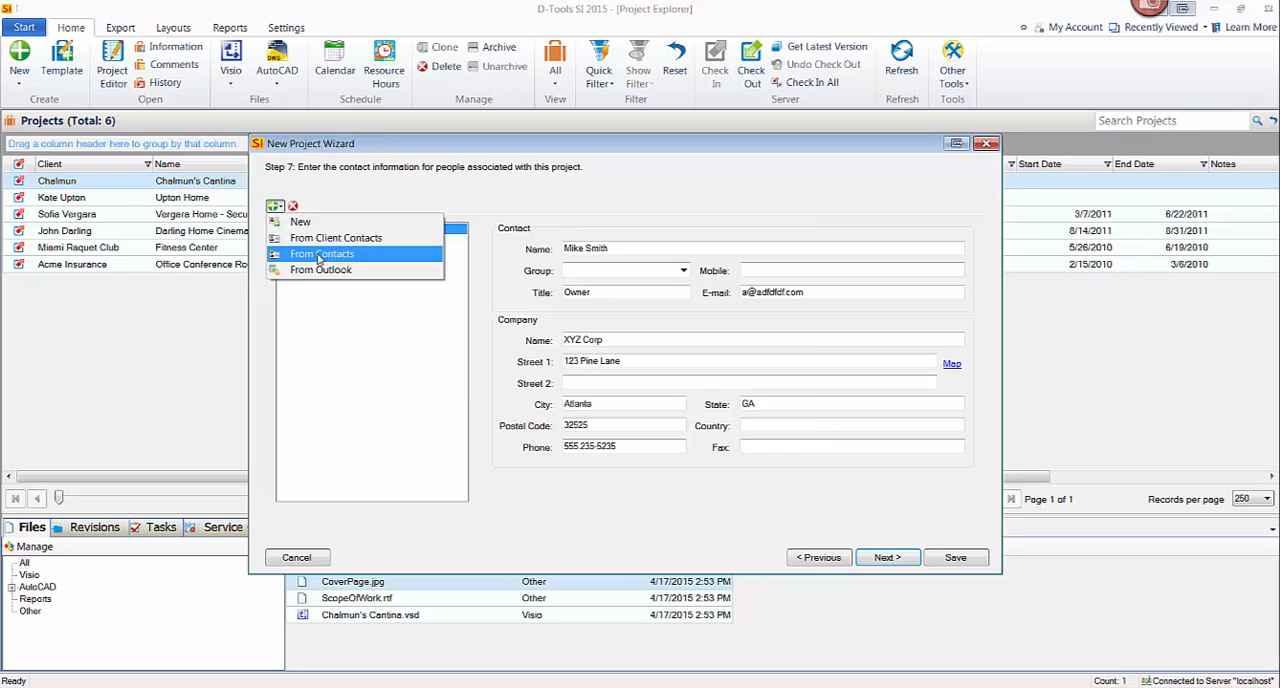 SI
D-Tools SI 2015 - [Project Explorer]
Start Home Export Layouts Reports Settings
My Account Recently Viewed Learn More
New Template Project Editor Information Comments History Visio AutoCAD Calendar Resource Hours Clone Archive Delete Unarchive All Quick Filter Show Filter Reset Check In Check Out Get Latest Version Undo Check Out Check In All Refresh Other Tools
Create Open Files Schedule Manage View Filter Server Refresh Tools
Projects (Total: 6) Search Projects
Drag a column header here to group by that column.
Client Name Start Date End Date Notes
Chalmun Chalmun's Cantina
Kate Upton Upton Home
Sofia Vergara Vergara Home - Secu 3/7/2011 6/22/2011
John Darling Darling Home Cinema 8/14/2011 8/31/2011
Miami Raquet Club Fitness Center 5/26/2010 6/19/2010
Acme Insurance Office Conference Ro 2/15/2010 3/6/2010
SI New Project Wizard
Step 7: Enter the contact information for people associated with this project.
New
From Client Contacts
From Contacts
From Outlook
Contact
Name: Mike Smith
Group: Mobile:
Title: Owner E-mail: a@adfdfdf.com
Company
Name: XYZ Corp
Street 1: 123 Pine Lane Map
Street 2:
City: Atlanta State: GA
Postal Code: 32525 Country:
Phone: 555 235-5235 Fax:
Cancel < Previous Next > Save
Page 1 of 1 Records per page 250
Files Revisions Tasks Service
Manage
All
Visio
AutoCAD
Reports
Other
CoverPage.jpg Other 4/17/2015 2:53 PM
ScopeOfWork.rtf Other 4/17/2015 2:53 PM
Chalmun's Cantina.vsd Visio 4/17/2015 2:53 PM
Ready Count: 1 Connected to Server "localhost"